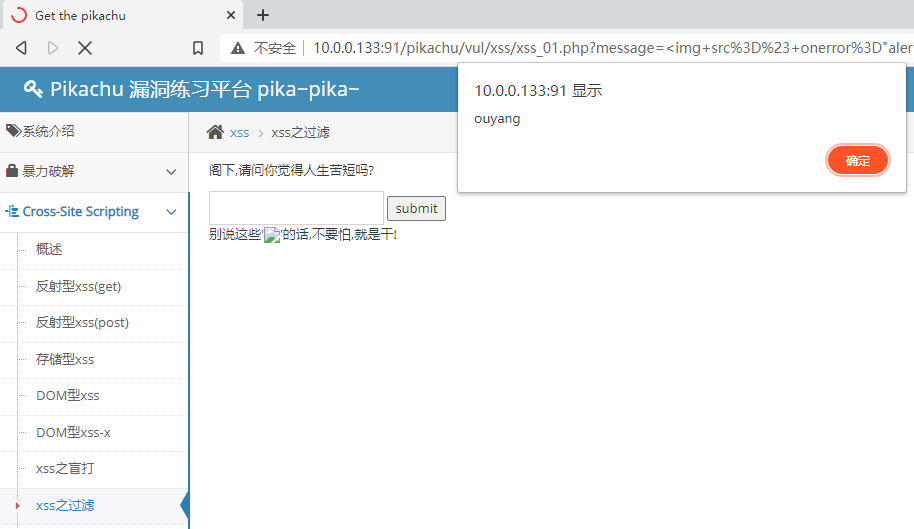 Get the pikachu
不安全 10.0.0.133:91/pikachu/vul/xss/xss_01.php?message=<img+src%3D%23+onerror%3D"aler
Pikachu 漏洞练习平台 pika~pika~
10.0.0.133:91 显示
ouyang
确定
系统介绍
暴力破解
Cross-Site Scripting
概述
反射型xss(get)
反射型xss(post)
存储型xss
DOM型xss
DOM型xss-x
xss之盲打
xss之过滤
xss > xss之过滤
阁下,请问你觉得人生苦短吗?
submit
别说这些''的话,不要怕,就是干!